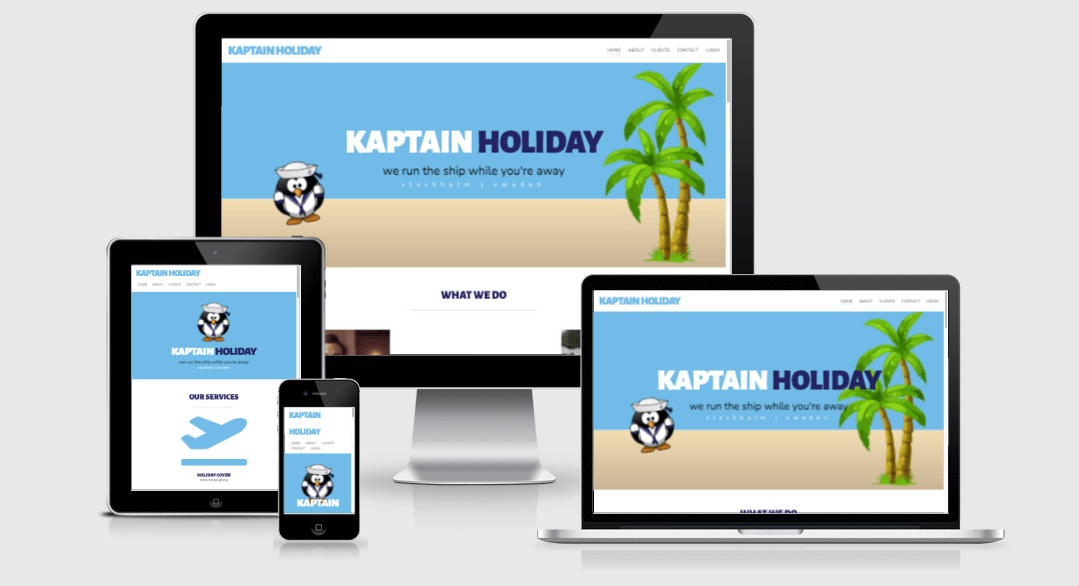 KAPTAIN HOLIDAY
HOME ABOUT CLIENTS CONTACT LOGIN
KAPTAIN HOLIDAY
we run the ship while you're away
stockholm | sweden
WHAT WE DO
KAPTAIN HOLIDAY
HOME ABOUT CLIENTS CONTACT LOGIN
KAPTAIN HOLIDAY
we run the ship while you're away
stockholm | sweden
OUR SERVICES
HOLIDAY COVER
keep things going
KAPTAIN
HOLIDAY
HOME ABOUT CLIENTS
CONTACT LOGIN
KAPTAIN
KAPTAIN HOLIDAY
HOME ABOUT CLIENTS CONTACT LOGIN
KAPTAIN HOLIDAY
we run the ship while you're away
stockholm | sweden
WHAT WE DO